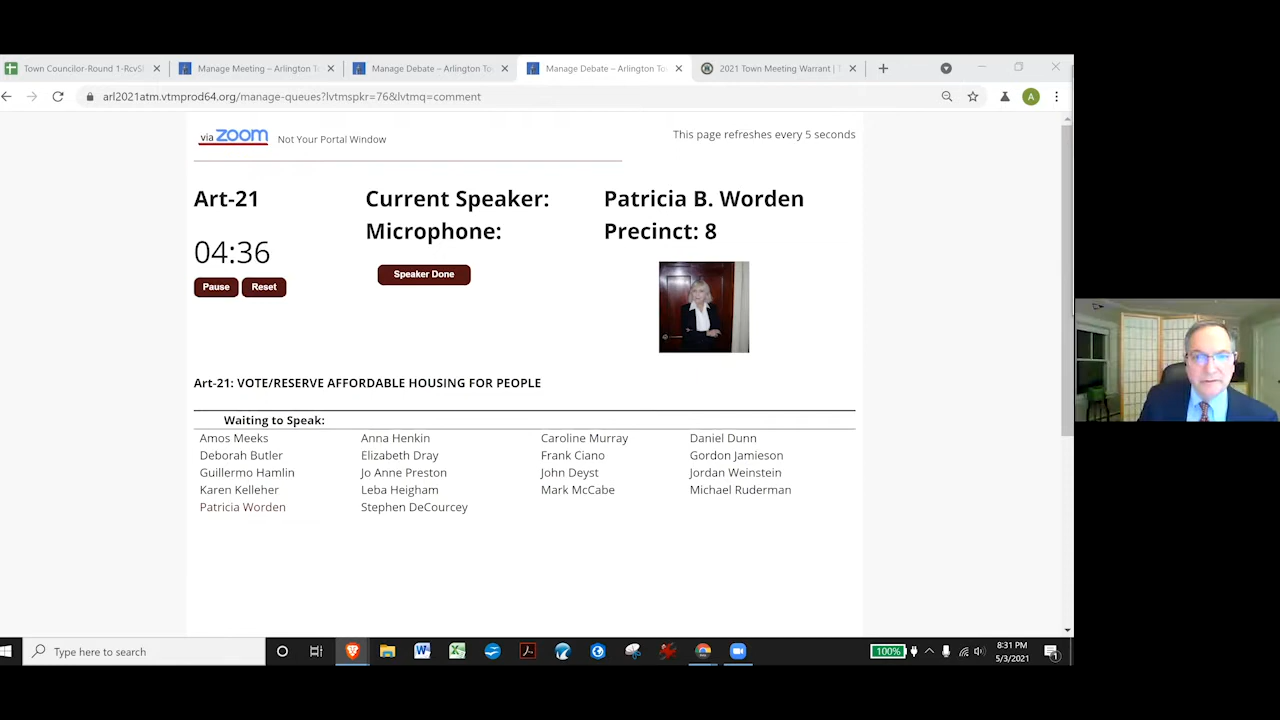 Town Councilor-Round 1-RcvS
Manage Meeting – Arlington T
Manage Debate – Arlington To
Manage Debate – Arlington To
2021 Town Meeting Warrant | T
arl2021atm.vtmprod64.org/manage-queues?lvtmspkr=76&lvtmq=comment
A
via zoom Not Your Portal Window
This page refreshes every 5 seconds
Art-21 Current Speaker: Patricia B. Worden
Microphone: Precinct: 8
04:36
Speaker Done
Pause Reset
Art-21: VOTE/RESERVE AFFORDABLE HOUSING FOR PEOPLE
Waiting to Speak:
Amos Meeks Anna Henkin Caroline Murray Daniel Dunn
Deborah Butler Elizabeth Dray Frank Ciano Gordon Jamieson
Guillermo Hamlin Jo Anne Preston John Deyst Jordan Weinstein
Karen Kelleher Leba Heigham Mark McCabe Michael Ruderman
Patricia Worden Stephen DeCourcey
Type here to search
100%
8:31 PM
5/3/2021